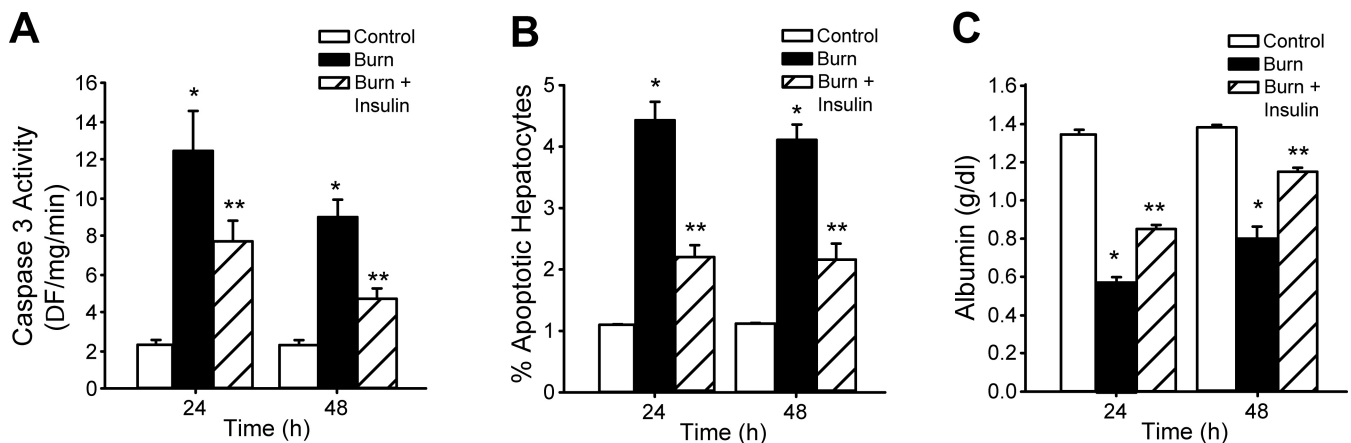 A
Control
Burn
Burn +
Insulin
Caspase 3 Activity
(DF/mg/min)
16
14
12
10
8
6
4
2
0
*
**
*
**
24
48
Time (h)
B
Control
Burn
Burn +
Insulin
% Apoptotic Hepatocytes
5
4
3
2
1
0
*
**
*
**
24
48
Time (h)
C
Control
Burn
Burn +
Insulin
Albumin (g/dl)
1.6
1.4
1.2
1.0
0.8
0.6
0.4
0.2
0.0
*
**
*
**
24
48
Time (h)